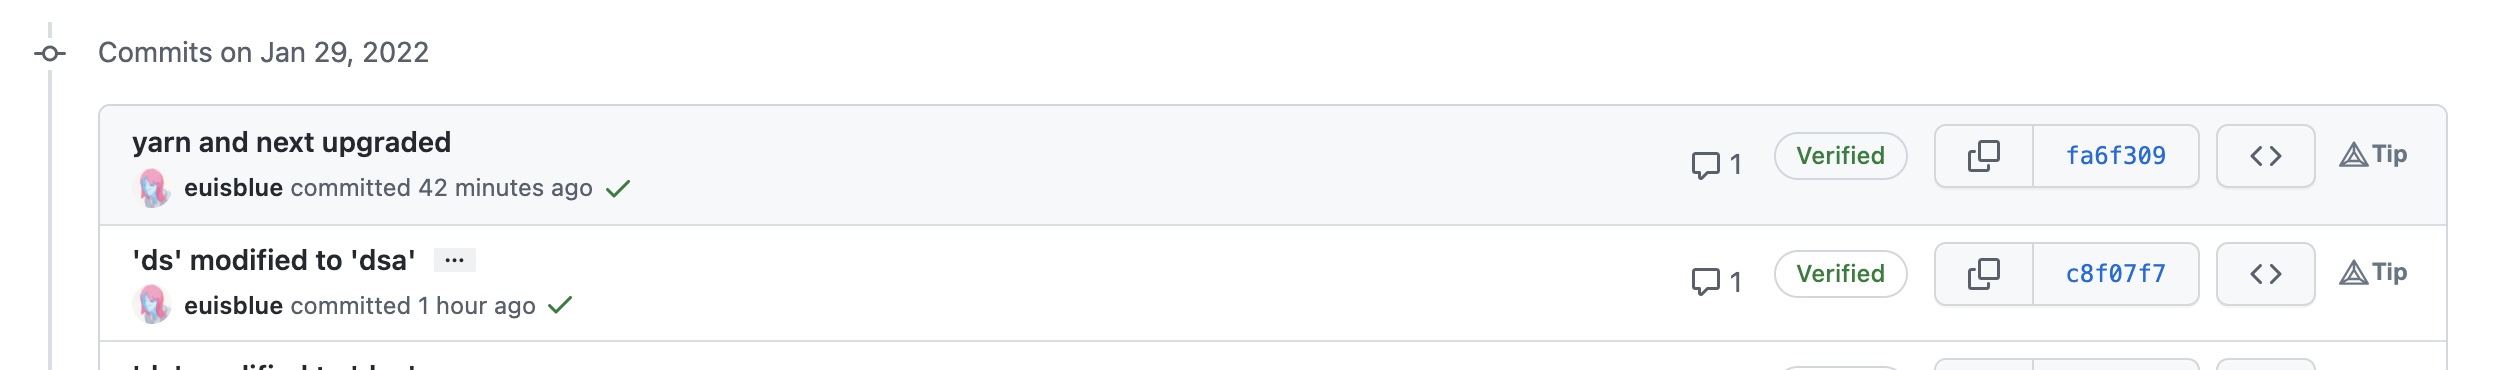 Commits on Jan 29, 2022
yarn and next upgraded
euisblue committed 42 minutes ago
1
Verified
fa6f309
Tip
'ds' modified to 'dsa' ...
euisblue committed 1 hour ago
1
Verified
c8f07f7
Tip